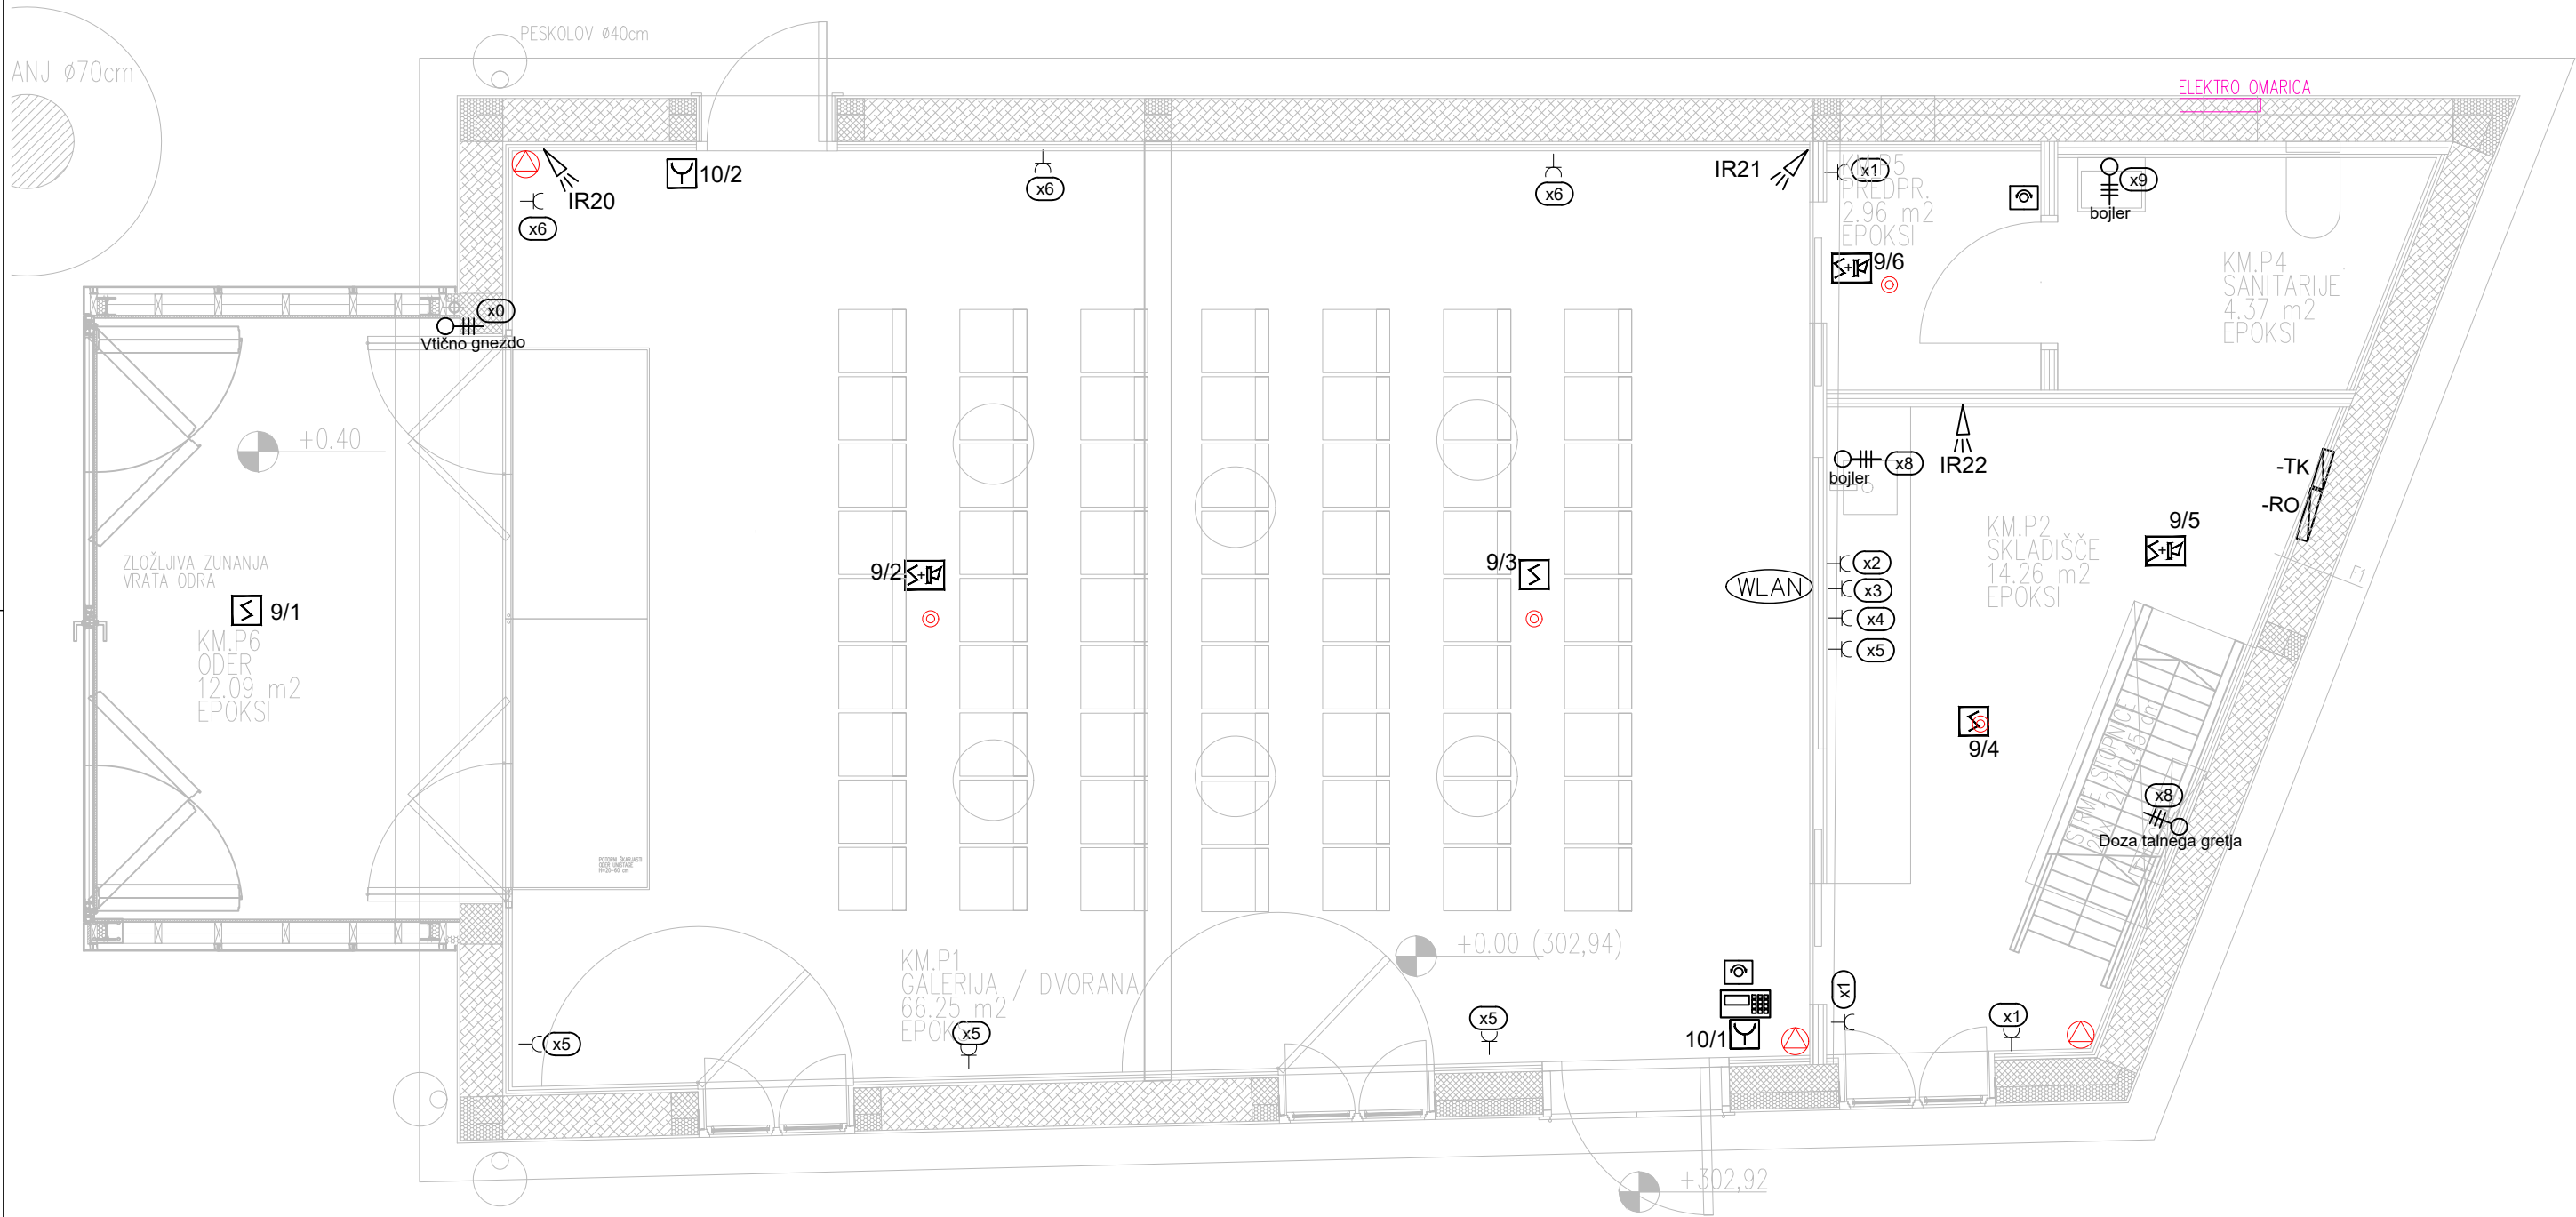 PESKOLOV ø40cm
ANJ ø70cm
ELEKTRO OMARICA
10/2
IR20
x6
x6
x6
IR21
x1
KM.P5
PREDPR.
2.96 m2
EPOKSI
x9
bojler
9/6
KM.P4
SANITARIJE
4.37 m2
EPOKSI
x0
Vtično gnezdo
+0.40
x8
bojler
IR22
-TK
-RO
KM.P2
SKLADIŠČE
14.26 m2
EPOKSI
9/5
F1
ZLOŽLJIVA ZUNANJA
VRATA ODRA
9/1
KM.P6
ODER
12.09 m2
EPOKSI
9/2
9/3
WLAN
x2
x3
x4
x5
9/4
x8
Doza talnega gretja
+0.00 (302,94)
KM.P1
GALERIJA / DVORANA
66.25 m2
EPOKSI
x5
x5
x5
10/1
x1
x1
+302,92